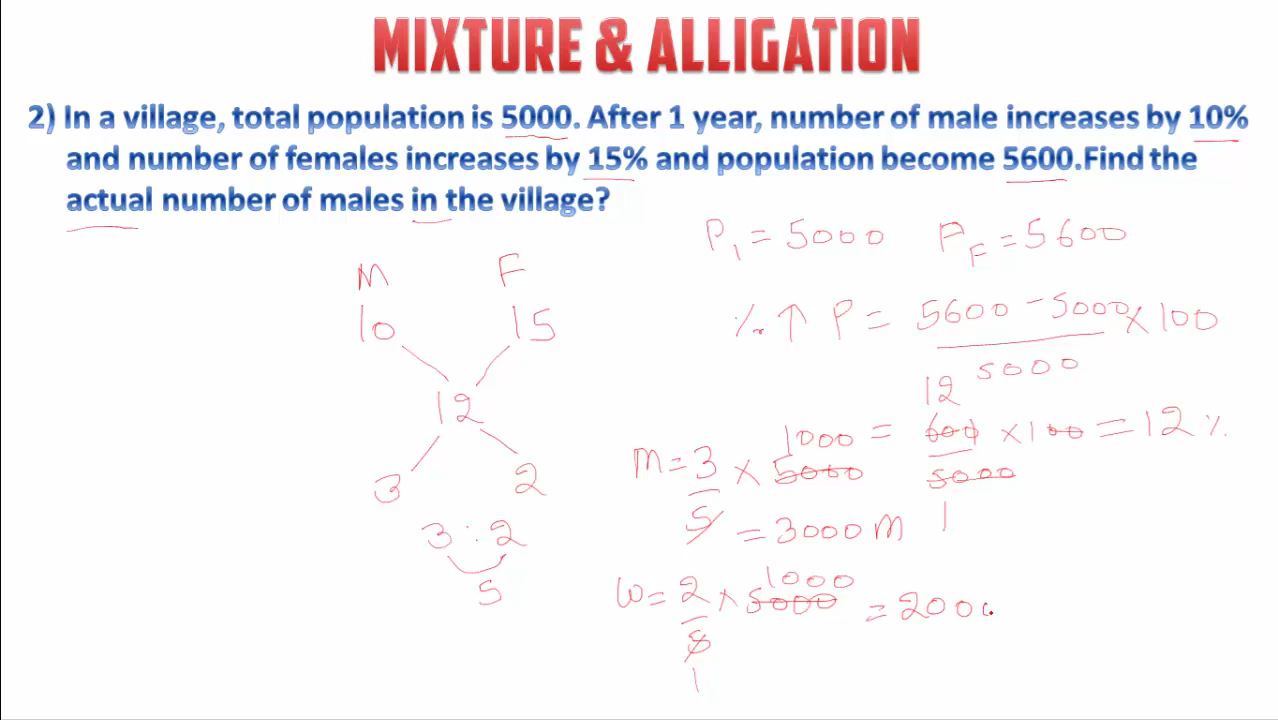 MIXTURE & ALLIGATION
2) In a village, total population is 5000. After 1 year, number of male increases by 10%
and number of females increases by 15% and population become 5600.Find the
actual number of males in the village?
P1 = 5000 PF = 5600
M F
10 15
% ↑ P = 5600 - 5000 × 100
5000
12
12
1000 = 600 × 100 = 12 %
M = 3 × 5000 5000
5
3 2
1
= 3000 M
3 : 2
5
1000
W = 2 × 5000 = 2000
5
1